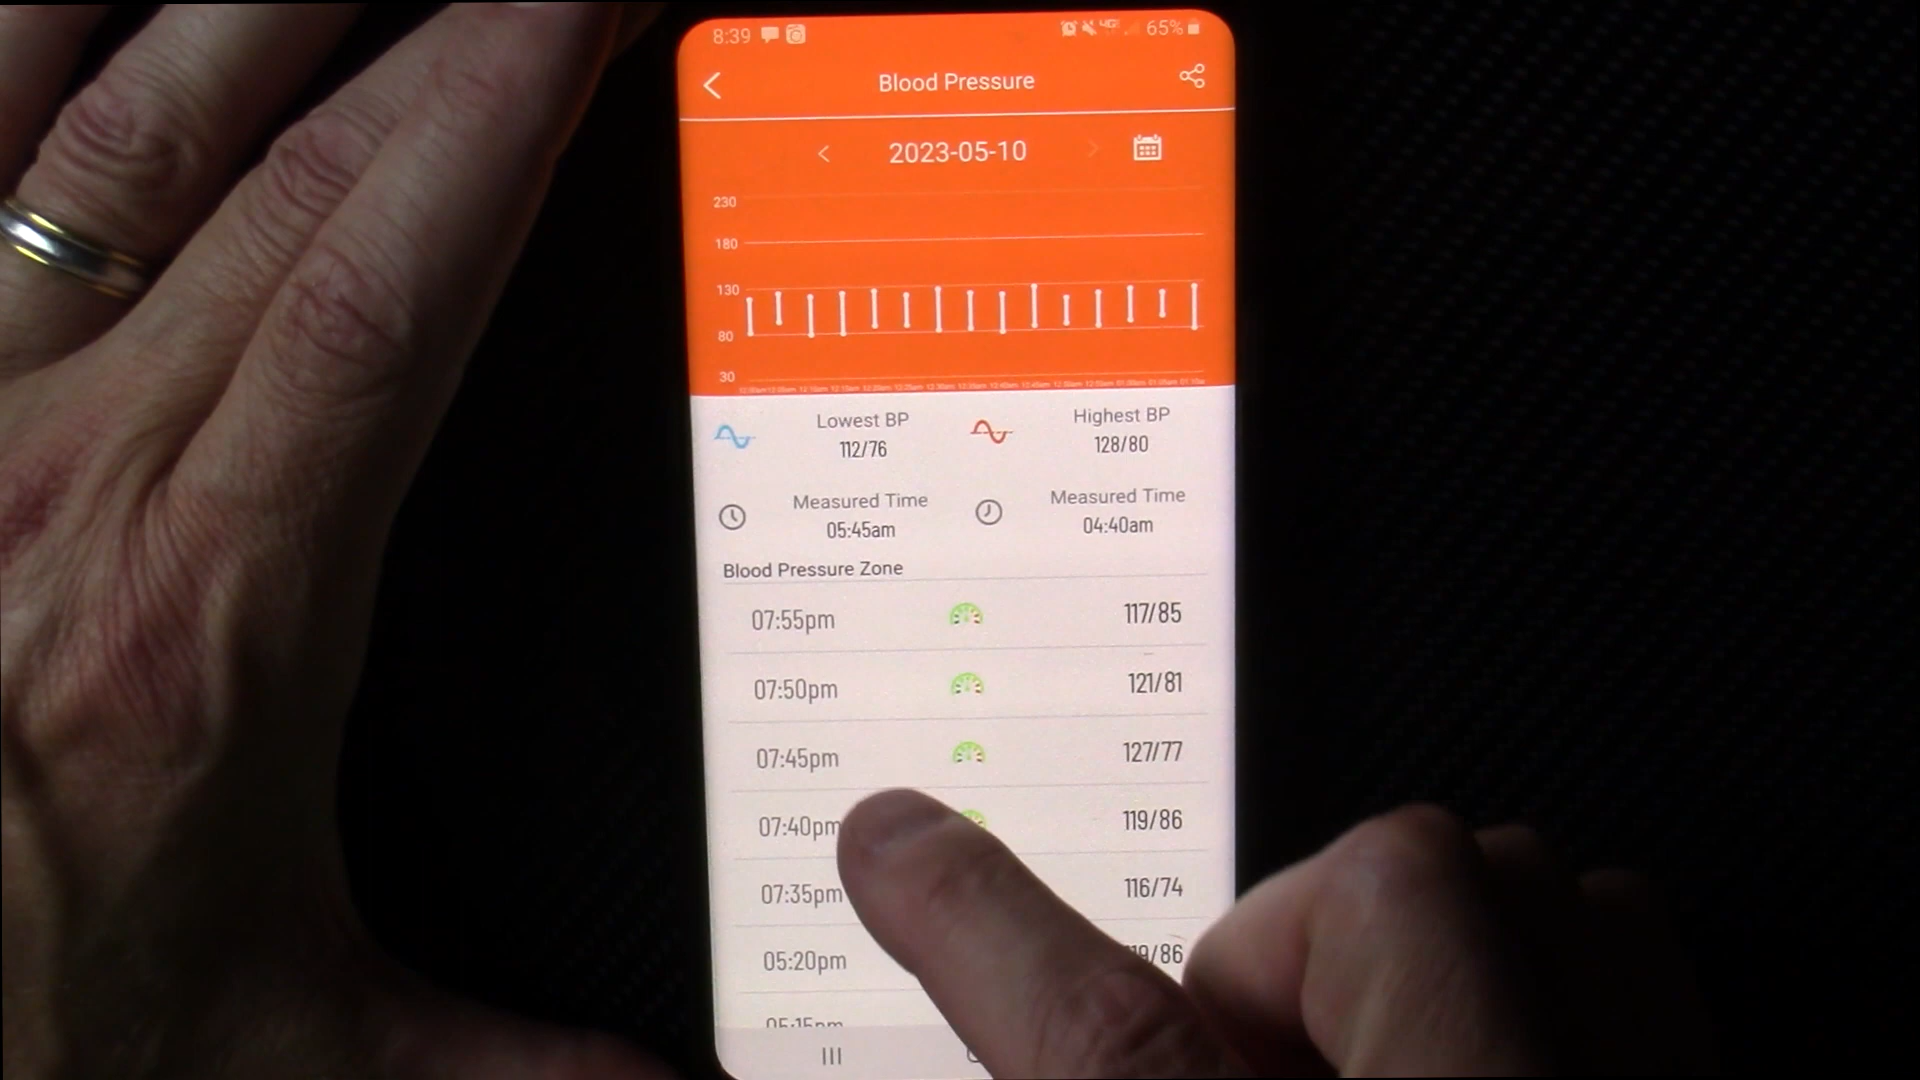 8:39 65%
Blood Pressure
2023-05-10
230
180
130
80
30
Lowest BP
112/76
Highest BP
128/80
Measured Time
05:45am
Measured Time
04:40am
Blood Pressure Zone
07:55pm 117/85
07:50pm 121/81
07:45pm 127/77
07:40pm 119/86
07:35pm 116/74
05:20pm